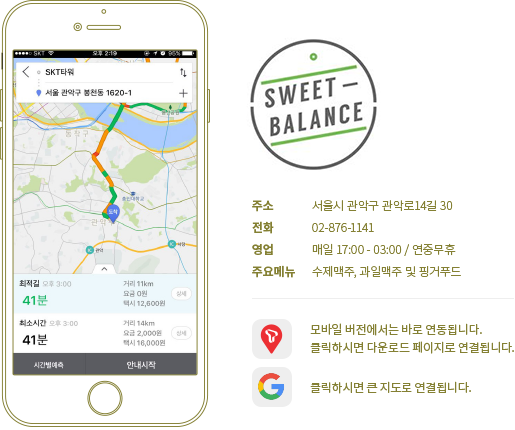 SKT 오후 2:19 95%
SKT타워
서울 관악구 봉천동 1620-1
관악구
도착
최적길 오후 3:00
41분
거리 11km
요금 0원
택시 12,600원
상세
최소시간 오후 3:00
41분
거리 14km
요금 2,000원
택시 16,000원
상세
시간별예측 안내시작
SWEET-
BALANCE
주소 서울시 관악구 관악로14길 30
전화 02-876-1141
영업 매일 17:00 - 03:00 / 연중무휴
주요메뉴 수제맥주, 과일맥주 및 핑거푸드
모바일 버전에서는 바로 연동됩니다.
클릭하시면 다운로드 페이지로 연결됩니다.
클릭하시면 큰 지도로 연결됩니다.